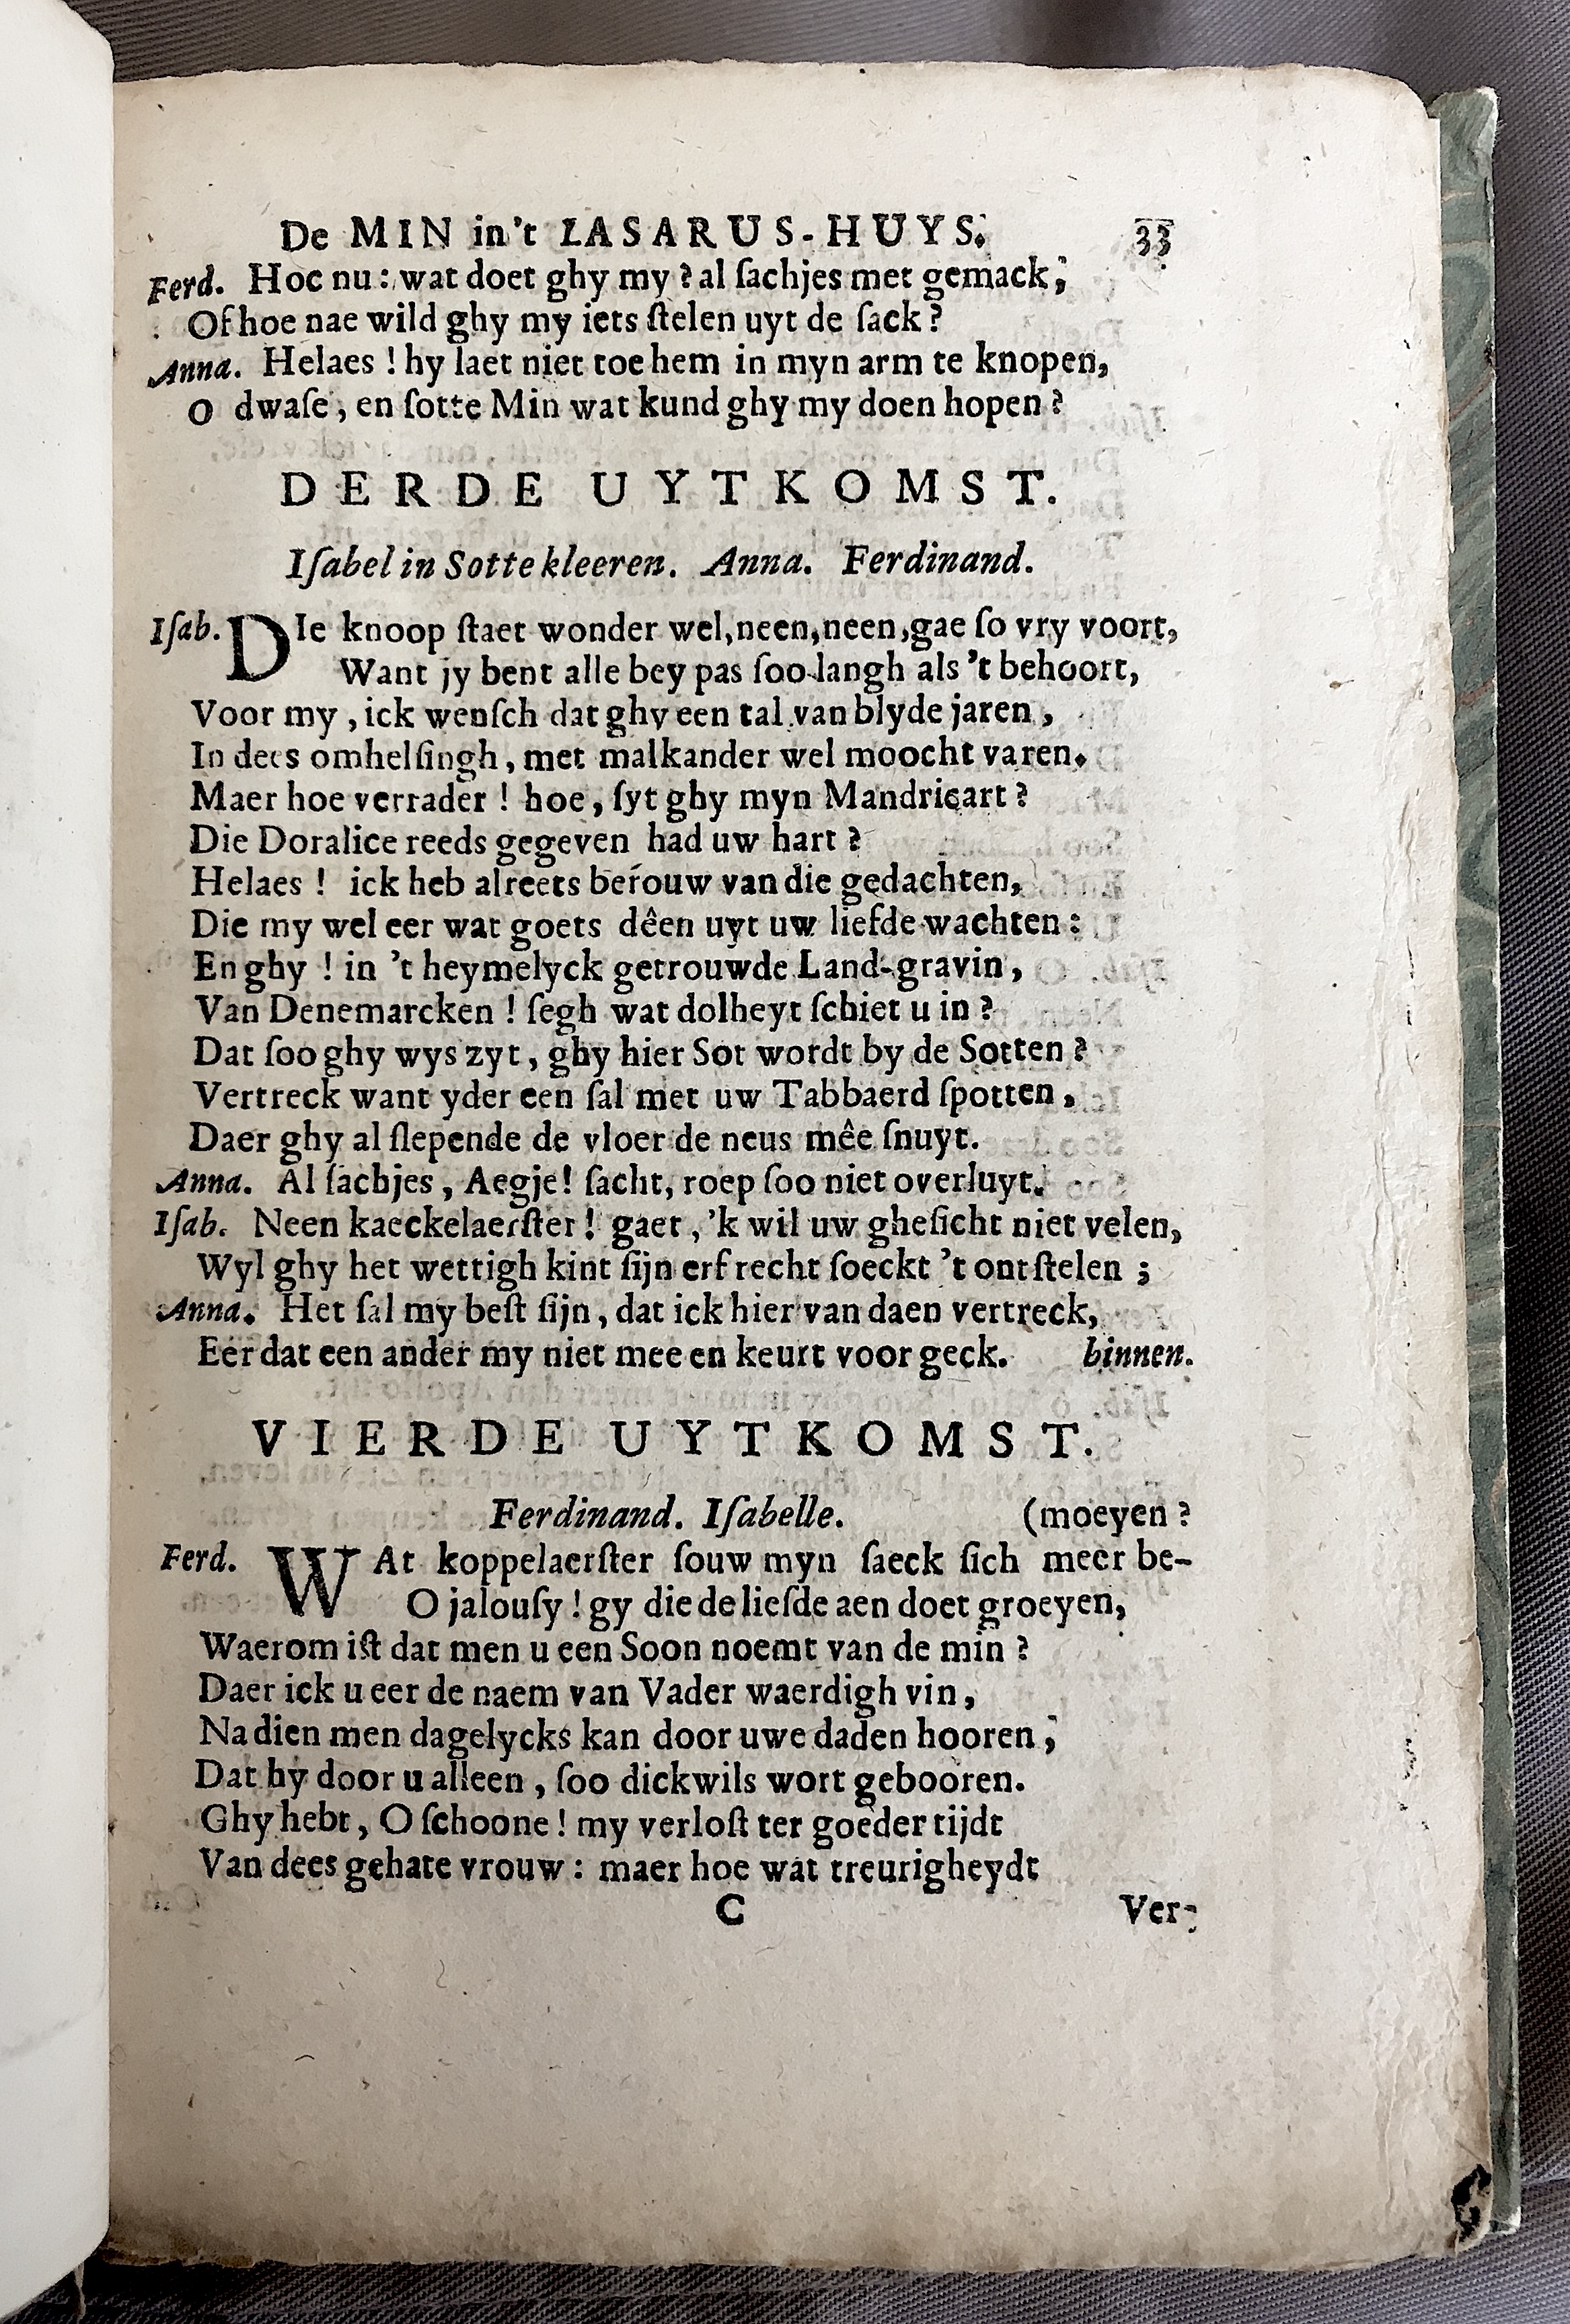 De MIN in't LASARUS-HUYS. 33
Ferd. Hoc nu: wat doet ghy my? al ſachjes met gemack;
Of hoe nae wild ghy my iets ſtelen uyt de ſack?
Anna. Helaes! hy laet niet toe hem in myn arm te knopen,
O dwaſe, en ſotte Min wat kund ghy my doen hopen?
DERDE UYTKOMST.
Iſabel in Sotte kleeren. Anna. Ferdinand.
Iſab. DIe knoop ſtaet wonder wel, neen, neen, gae ſo vry voort,
Want jy bent alle bey pas ſoo langh als 't behoort,
Voor my, ick wenſch dat ghy een tal van blyde jaren,
In dees omhelſingh, met malkander wel moocht varen.
Maer hoe verrader! hoe, ſyt ghy myn Mandricart?
Die Doralice reeds gegeven had uw hart?
Helaes! ick heb alreets berouw van die gedachten,
Die my wel eer wat goets dêen uyt uw liefde wachten:
En ghy! in 't heymelyck getrouwde Land-gravin,
Van Denemarcken! ſegh wat dolheyt ſchiet u in?
Dat ſoo ghy wys zyt, ghy hier Sot wordt by de Sotten?
Vertreck want yder een ſal met uw Tabbaerd ſpotten,
Daer ghy al ſlepende de vloer de neus mêe ſnuyt.
Anna. Al ſachjes, Aegje! ſacht, roep ſoo niet overluyt.
Iſab. Neen kaeckelaerſter! gaet, 'k wil uw gheſicht niet velen,
Wyl ghy het wettigh kint ſijn erf recht ſoeckt 't ontſtelen;
Anna. Het ſal my beſt ſijn, dat ick hier van daen vertreck,
Eer dat een ander my niet mee en keurt voor geck. binnen.
VIERDE UYTKOMST.
Ferdinand. Iſabelle. (moeyen?
Ferd. WAt koppelaerſter ſouw myn ſaeck ſich meer be-
O jalouſy! gy die de lieſde aen doet groeyen,
Waerom iſt dat men u een Soon noemt van de min?
Daer ick u eer de naem van Vader waerdigh vin,
Na dien men dagelycks kan door uwe daden hooren;
Dat hy door u alleen, ſoo dickwils wort gebooren.
Ghy hebt, O ſchoone! my verloſt ter goeder tijdt
Van dees gehate vrouw: maer hoe wat treurigheydt
C Ver-